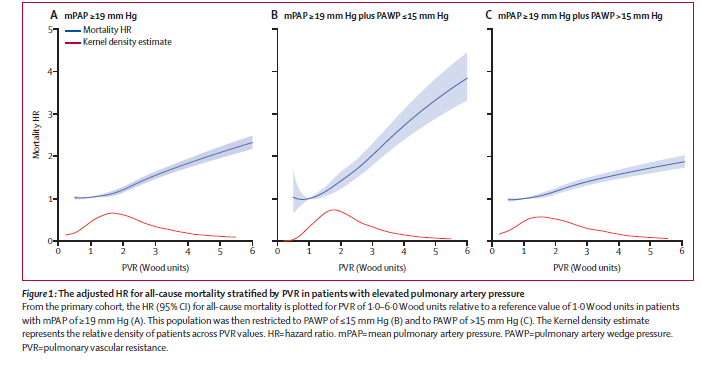 A mPAP ≥19 mm Hg
B mPAP ≥19 mm Hg plus PAWP ≤15 mm Hg
C mPAP ≥19 mm Hg plus PAWP >15 mm Hg
Mortality HR
Kernel density estimate
Mortality HR
5
4
3
2
1
0
0 1 2 3 4 5 6
0 1 2 3 4 5 6
0 1 2 3 4 5 6
PVR (Wood units)
PVR (Wood units)
PVR (Wood units)
Figure 1: The adjusted HR for all-cause mortality stratified by PVR in patients with elevated pulmonary artery pressure
From the primary cohort, the HR (95% CI) for all-cause mortality is plotted for PVR of 1·0–6·0 Wood units relative to a reference value of 1·0 Wood units in patients
with mPAP of ≥19 mm Hg (A). This population was then restricted to PAWP of ≤15 mm Hg (B) and to PAWP of >15 mm Hg (C). The Kernel density estimate
represents the relative density of patients across PVR values. HR=hazard ratio. mPAP=mean pulmonary artery pressure. PAWP=pulmonary artery wedge pressure.
PVR=pulmonary vascular resistance.